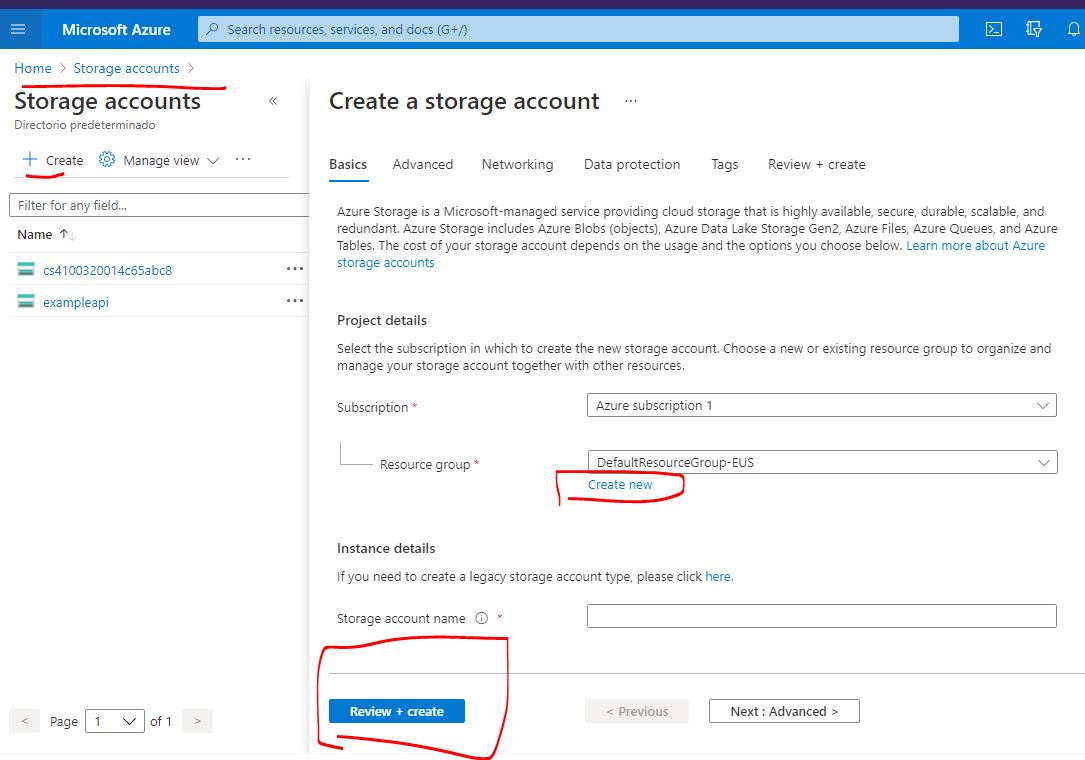 Microsoft Azure
Search resources, services, and docs (G+/)
Home > Storage accounts >
Storage accounts
Directorio predeterminado
Create Manage view ...
Filter for any field...
Name
cs4100320014c65abc8
exampleapi
< Page 1 of 1 >
Create a storage account ...
Basics Advanced Networking Data protection Tags Review + create
Azure Storage is a Microsoft-managed service providing cloud storage that is highly available, secure, durable, scalable, and
redundant. Azure Storage includes Azure Blobs (objects), Azure Data Lake Storage Gen2, Azure Files, Azure Queues, and Azure
Tables. The cost of your storage account depends on the usage and the options you choose below. Learn more about Azure
storage accounts
Project details
Select the subscription in which to create the new storage account. Choose a new or existing resource group to organize and
manage your storage account together with other resources.
Subscription * Azure subscription 1
Resource group * DefaultResourceGroup-EUS
Create new
Instance details
If you need to create a legacy storage account type, please click here.
Storage account name *
Review + create < Previous Next : Advanced >